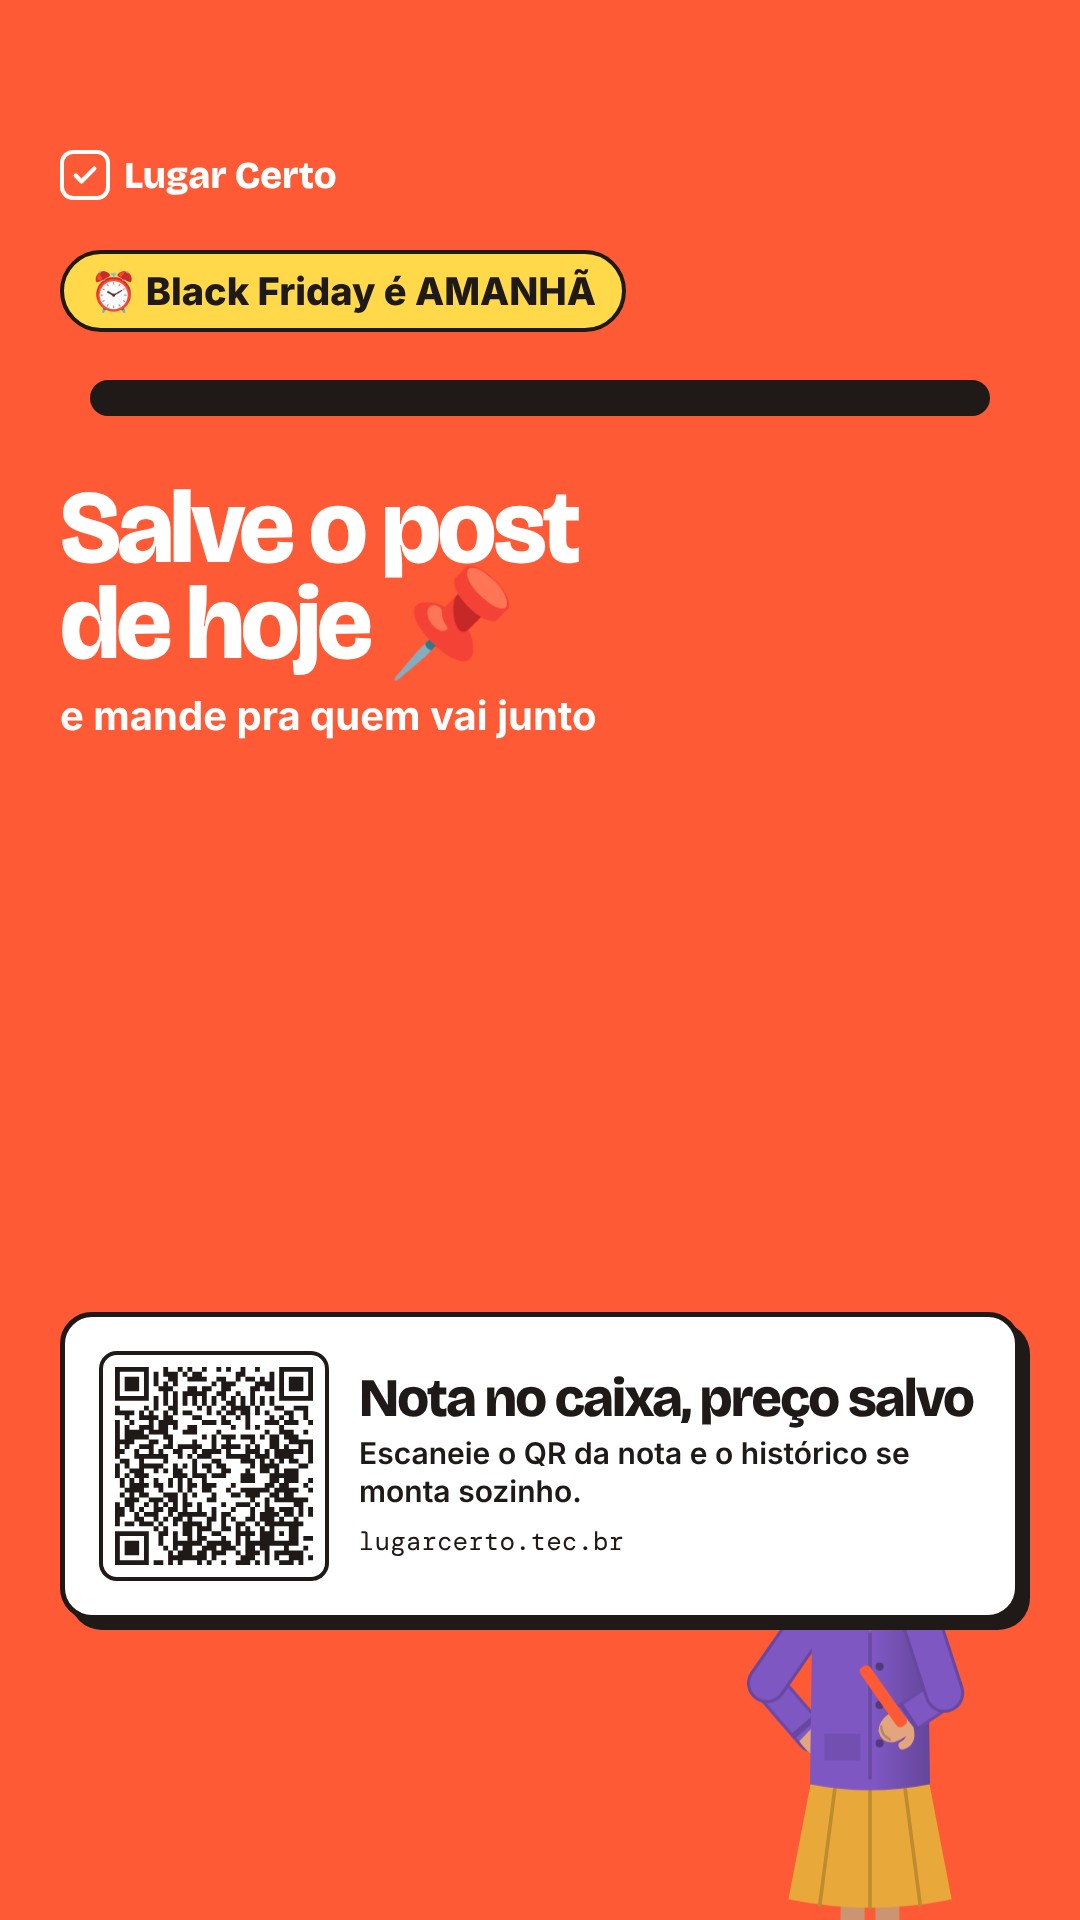 Lugar Certo
⏰ Black Friday é AMANHÃ
Salve o post
de hoje 📌
e mande pra quem vai junto
Nota no caixa, preço salvo
Escaneie o QR da nota e o histórico se
monta sozinho.
lugarcerto.tec.br